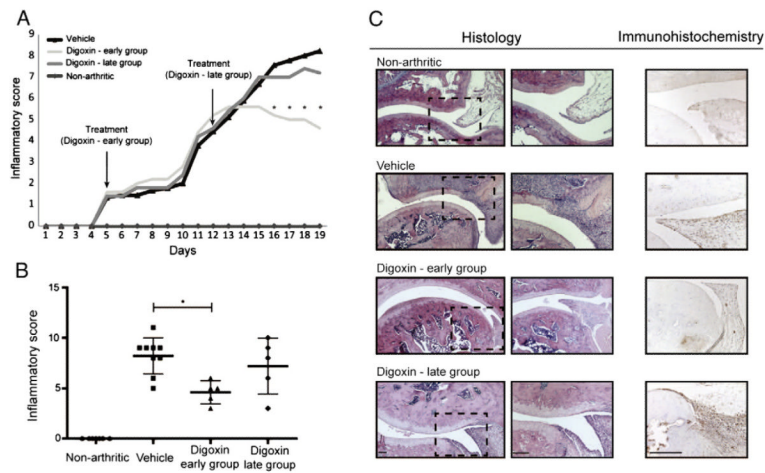 A
Inflammatory score
9
8
7
6
5
4
3
2
1
0
Vehicle
Digoxin - early group
Digoxin - late group
Non-arthritic
Treatment
(Digoxin - late group)
Treatment
(Digoxin - early group)
* * * *
1 2 3 4 5 6 7 8 9 10 11 12 13 14 15 16 17 18 19
Days
B
Inflammatory score
15
10
5
0
*
Non-arthritic Vehicle Digoxin early group Digoxin late group
C
Histology Immunohistochemistry
Non-arthritic
Vehicle
Digoxin - early group
Digoxin - late group